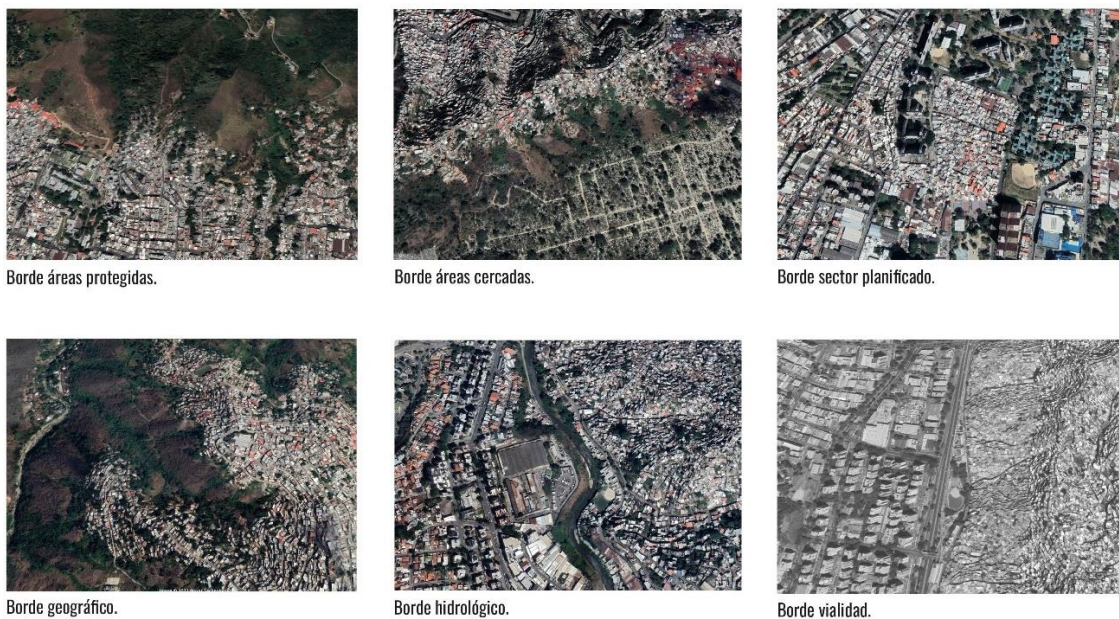 Borde áreas protegidas.
Borde áreas cercadas.
Borde sector planificado.
Borde geográfico.
Borde hidrológico.
Borde vialidad.